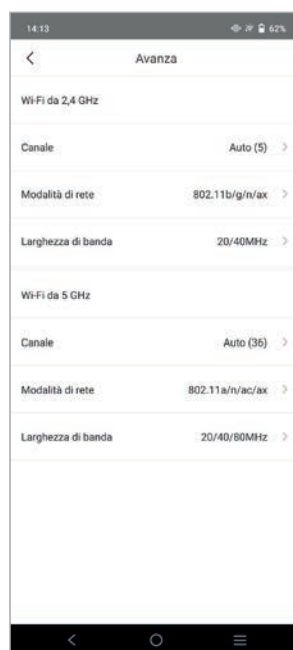 14:13
62%
Avanza
Wi-Fi da 2,4 GHz
Canale Auto (5)
Modalità di rete 802.11b/g/n/ax
Larghezza di banda 20/40MHz
Wi-Fi da 5 GHz
Canale Auto (36)
Modalità di rete 802.11a/n/ac/ax
Larghezza di banda 20/40/80MHz